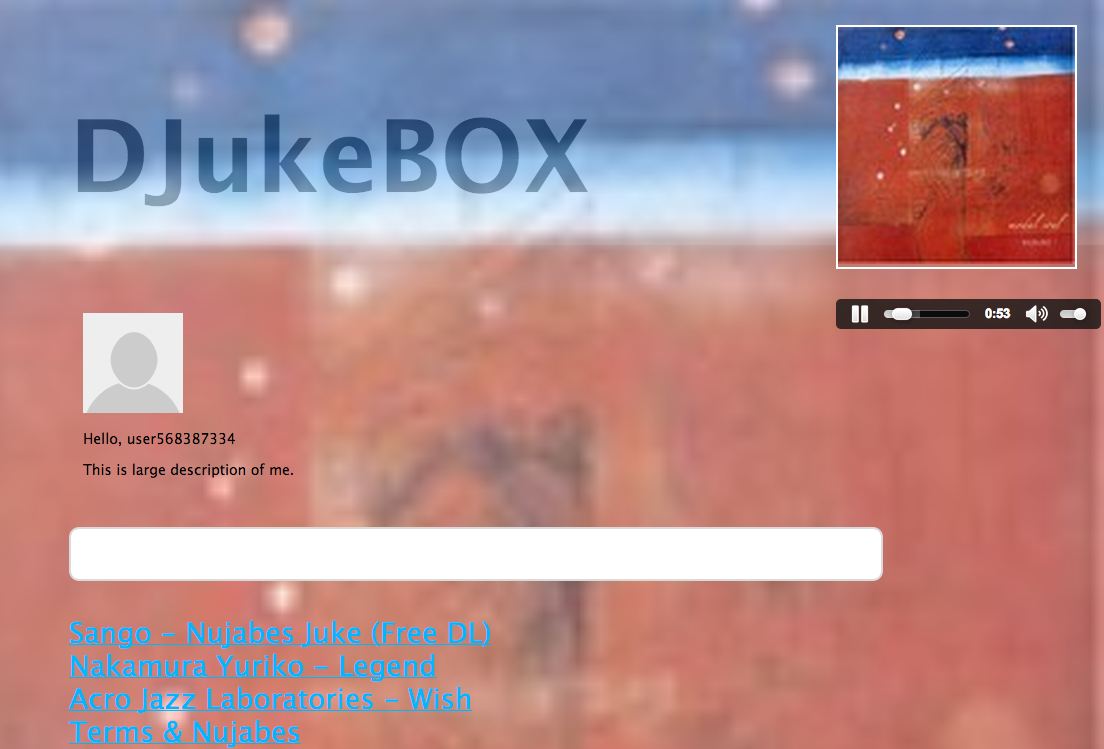 DJukeBOX
0:53
Hello, user568387334
This is large description of me.
Sango - Nujabes Juke (Free DL)
Nakamura Yuriko - Legend
Acro Jazz Laboratories - Wish
Terms & Nujabes